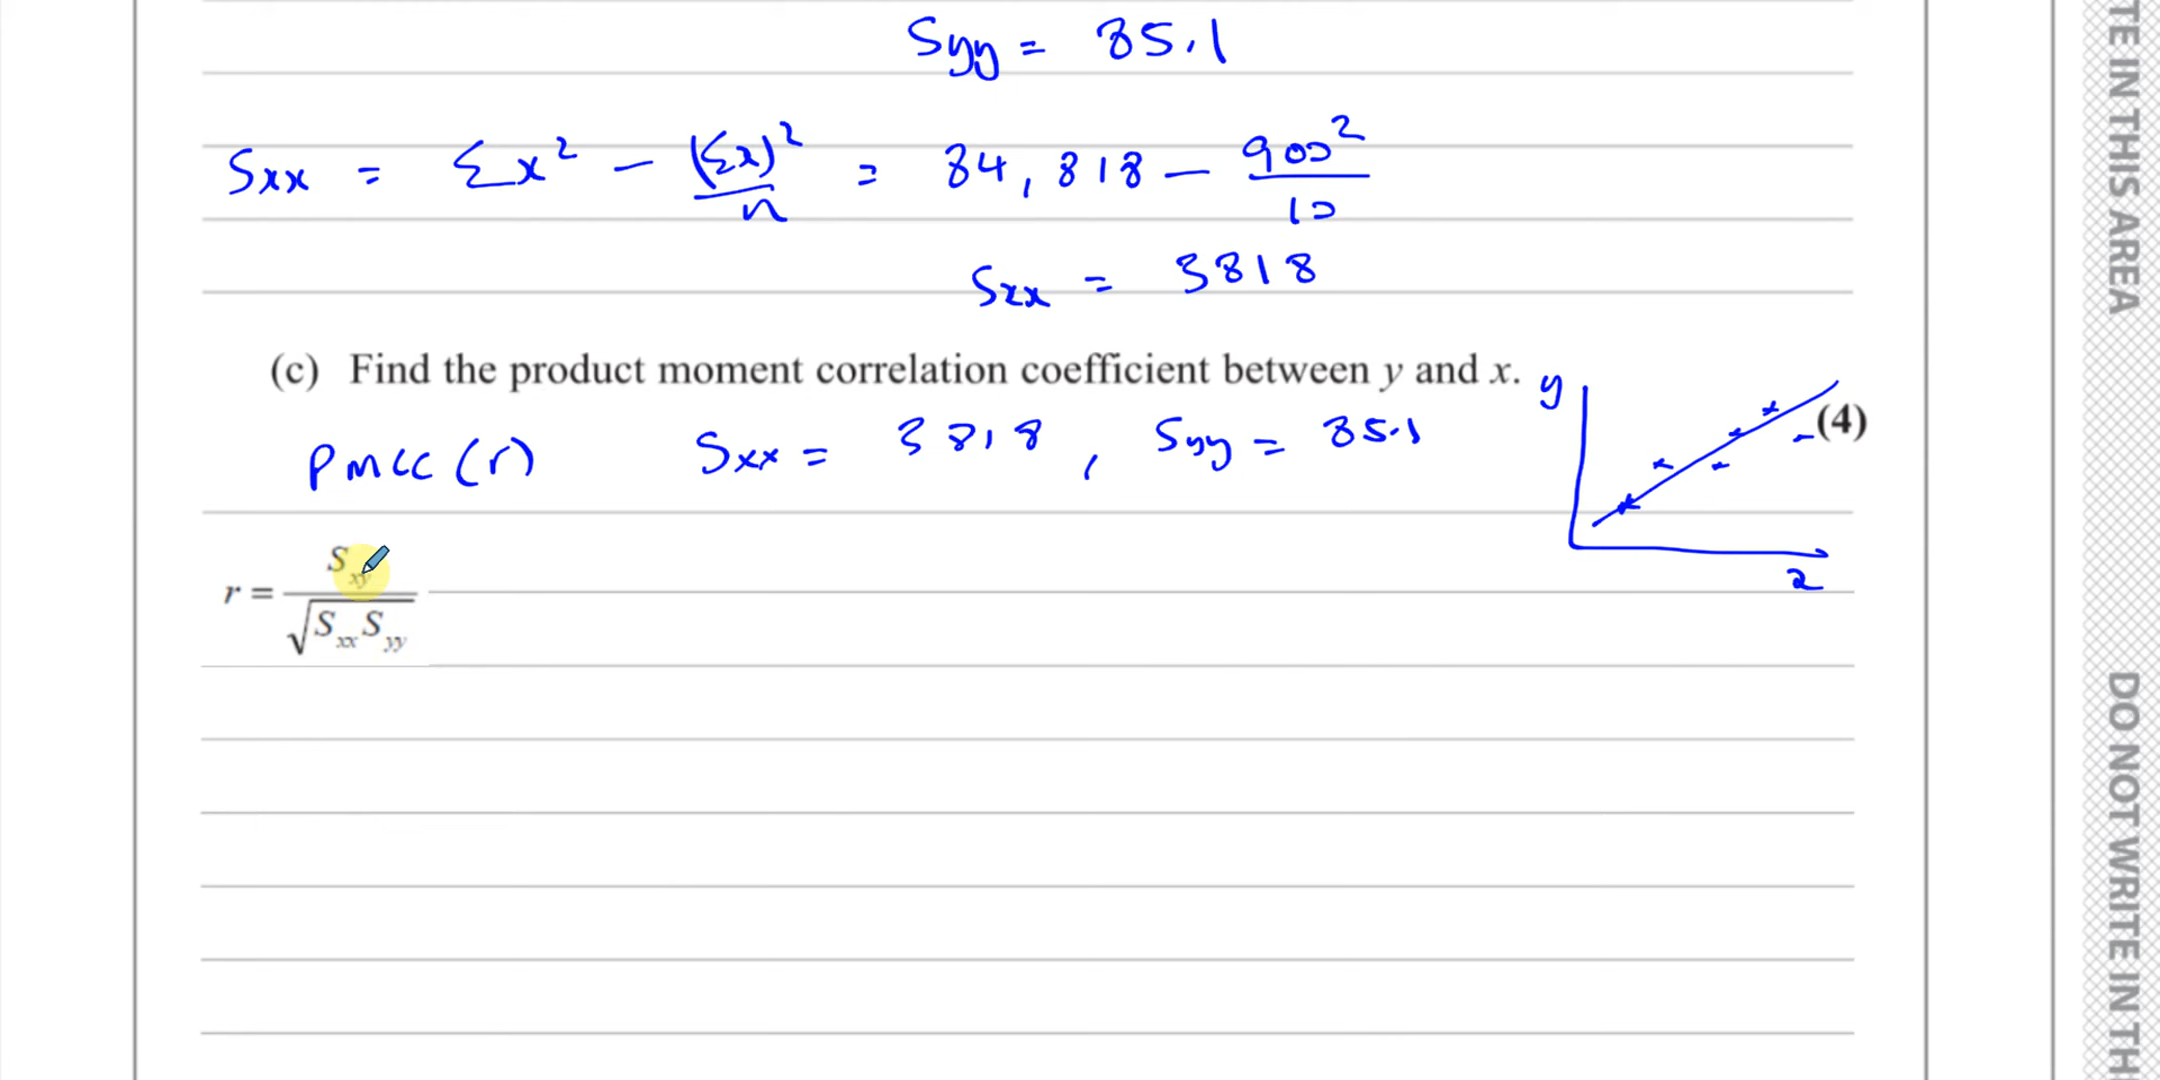 Syy = 85.1
Sxx = Σx² - (Σx)²/n = 84,818 - 900²/10
Sxx = 3818
(c) Find the product moment correlation coefficient between y and x.
y
(4)
PMCC (r) Sxx = 3818, Syy = 85.1
r = Sxy / √SxxSyy
x
TE IN THIS AREA
DO NOT WRITE IN TH